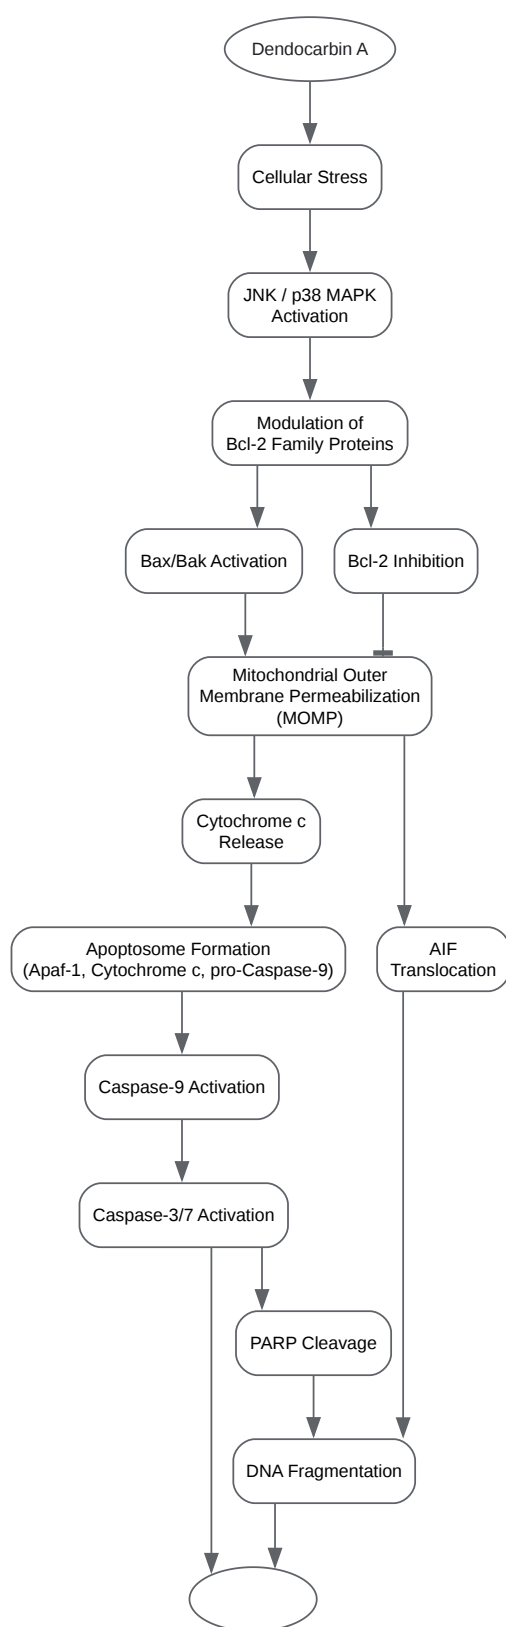 Dendocarbin A
Cellular Stress
JNK / p38 MAPK
Activation
Modulation of
Bcl-2 Family Proteins
Bax/Bak Activation
Bcl-2 Inhibition
Mitochondrial Outer
Membrane Permeabilization
(MOMP)
Cytochrome c
Release
Apoptosome Formation
(Apaf-1, Cytochrome c, pro-Caspase-9)
AIF
Translocation
Caspase-9 Activation
Caspase-3/7 Activation
PARP Cleavage
DNA Fragmentation